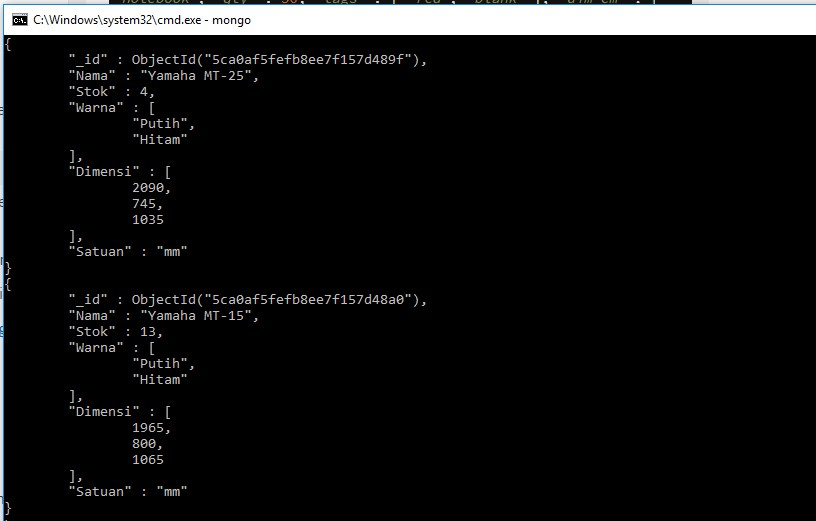 C:\Windows\system32\cmd.exe - mongo
{
"_id" : ObjectId("5ca0af5fefb8ee7f157d489f"),
"Nama" : "Yamaha MT-25",
"Stok" : 4,
"Warna" : [
"Putih",
"Hitam"
],
"Dimensi" : [
2090,
745,
1035
],
"Satuan" : "mm"
}
{
"_id" : ObjectId("5ca0af5fefb8ee7f157d48a0"),
"Nama" : "Yamaha MT-15",
"Stok" : 13,
"Warna" : [
"Putih",
"Hitam"
],
"Dimensi" : [
1965,
800,
1065
],
"Satuan" : "mm"
}